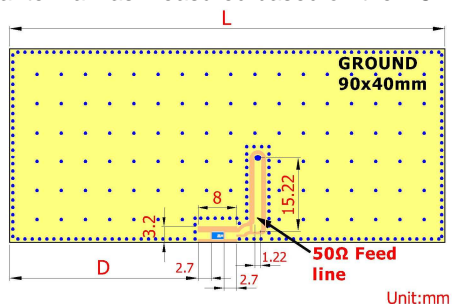 L
GROUND
90x40mm
8
15.22
3.2
D
2.7
1.22
2.7
50Ω Feed
line
Unit:mm